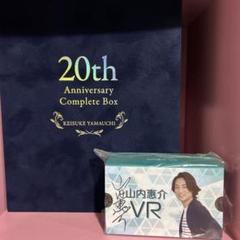 20th
Anniversary
Complete Box
KEISUKE YAMAUCHI
山内惠介
VR